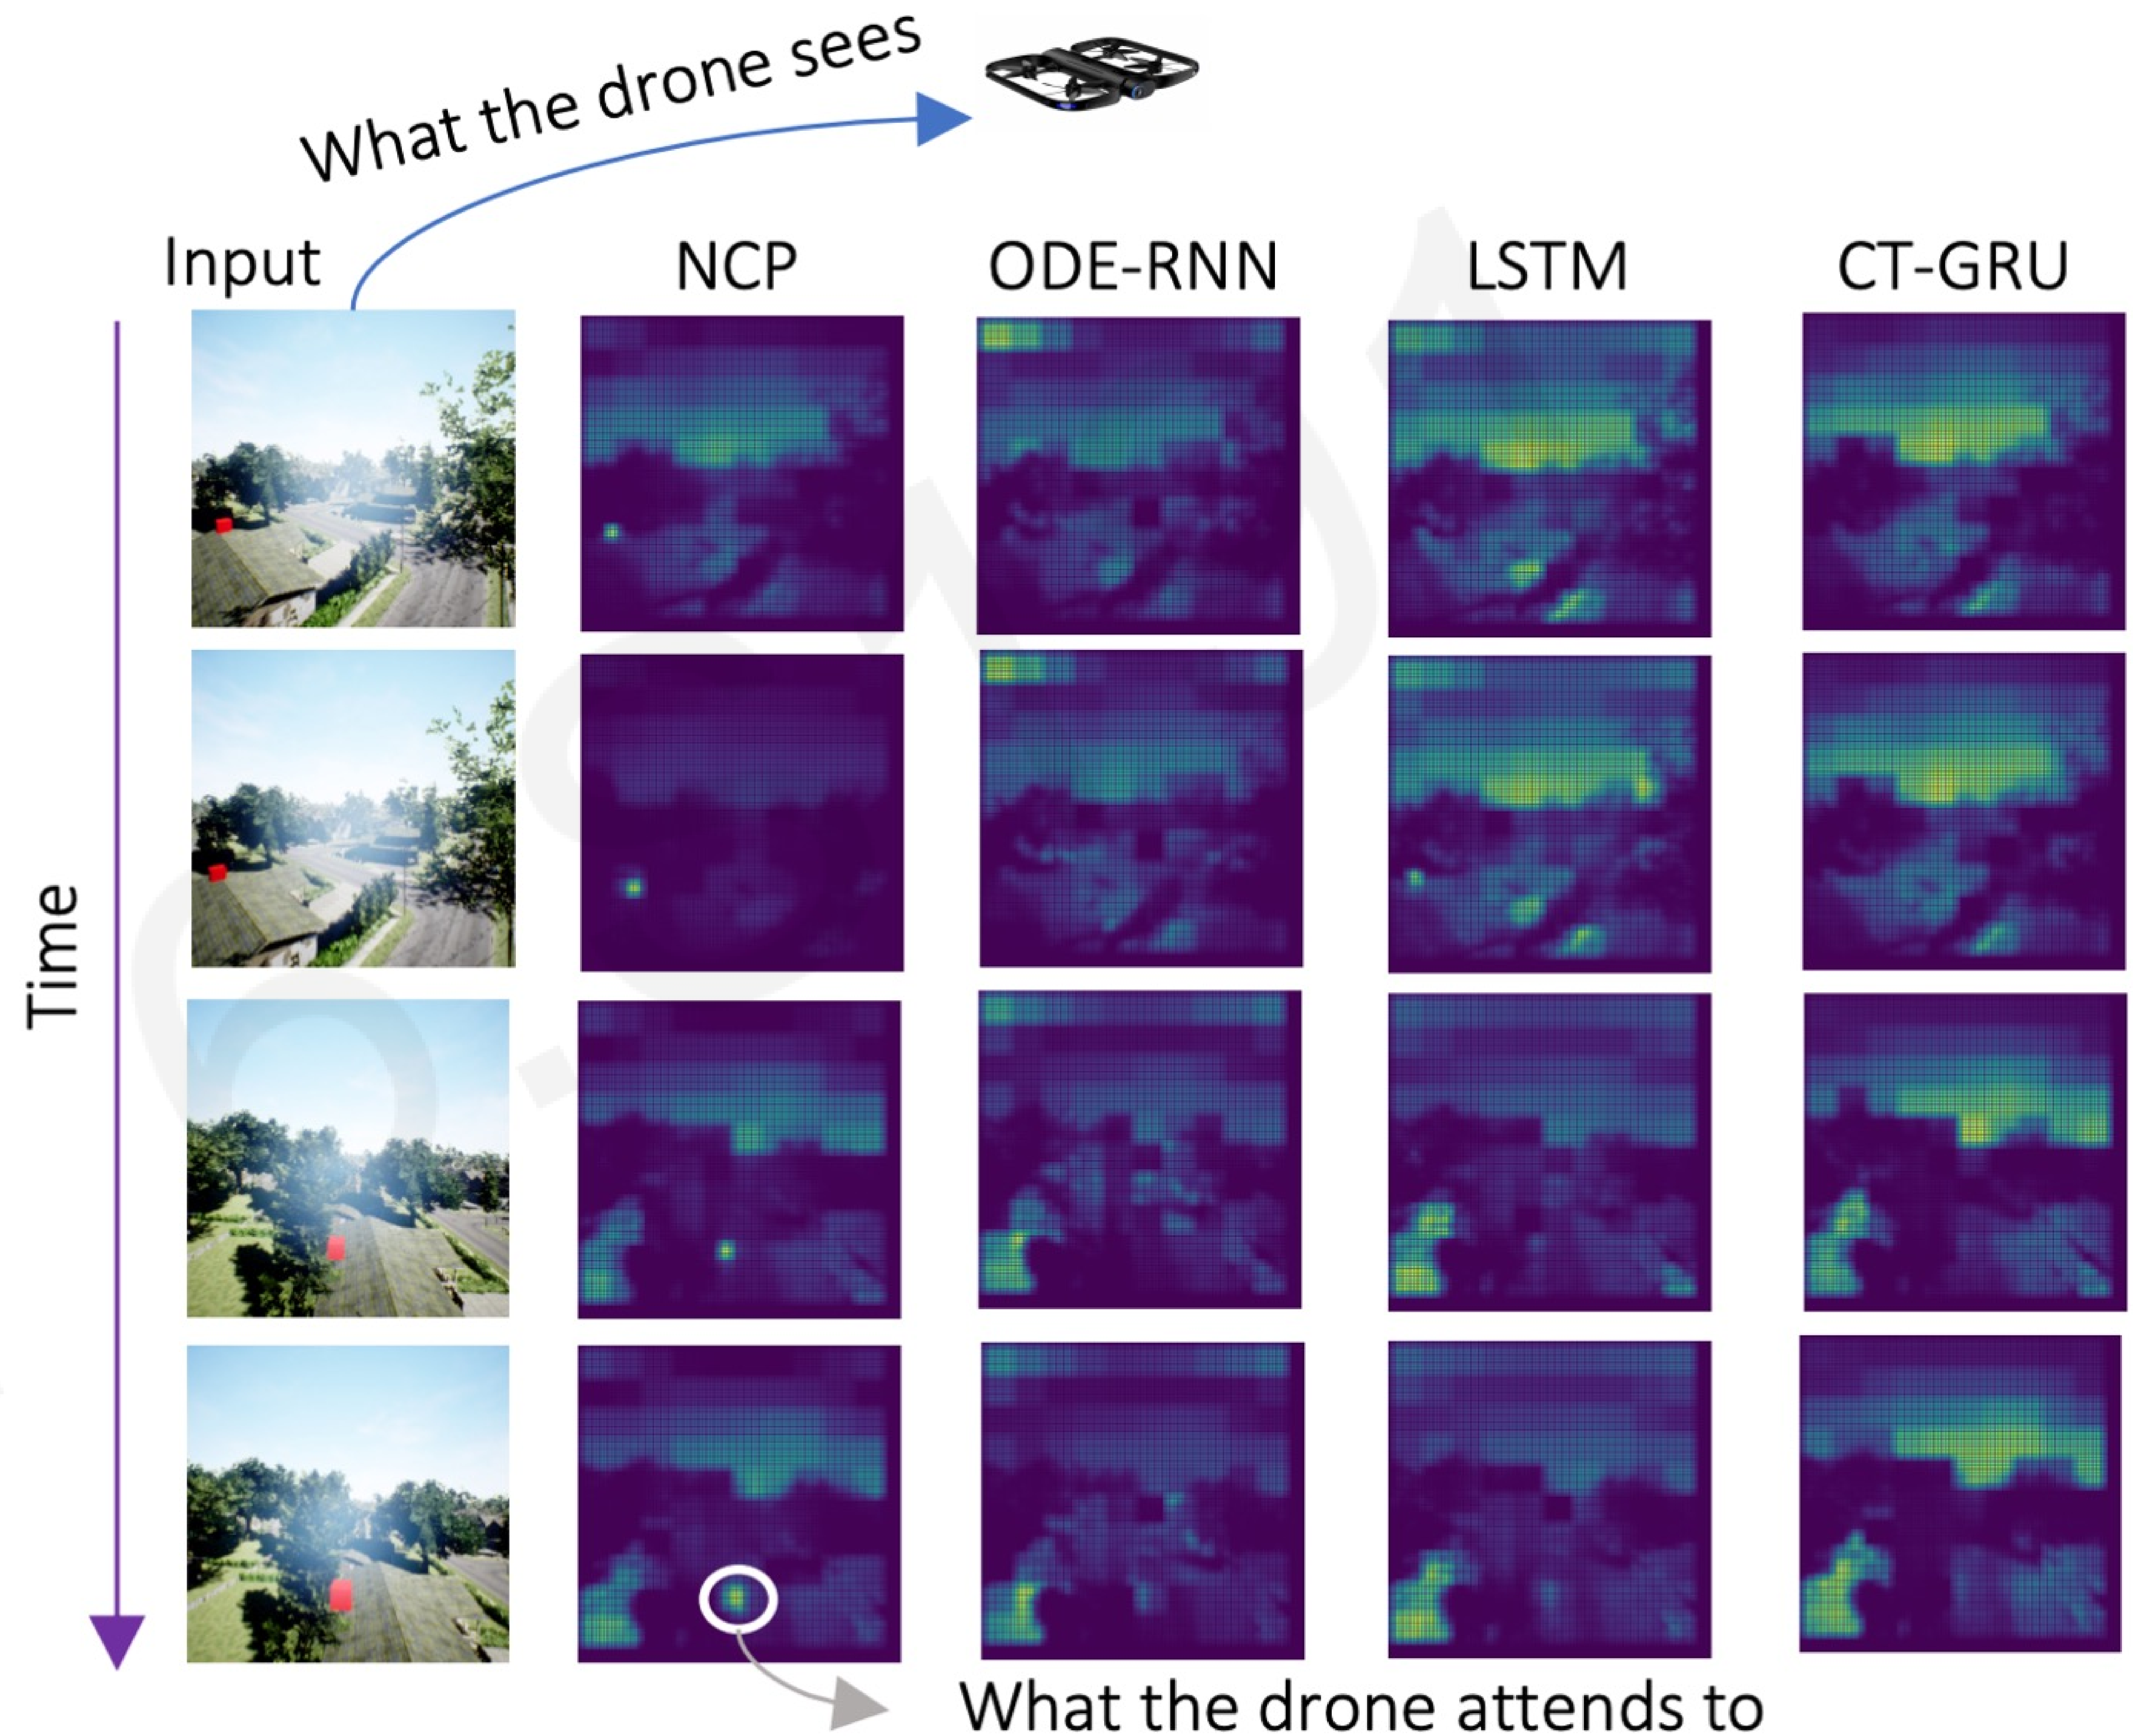 What the drone sees
Input
NCP
ODE-RNN
LSTM
CT-GRU
Time
What the drone attends to